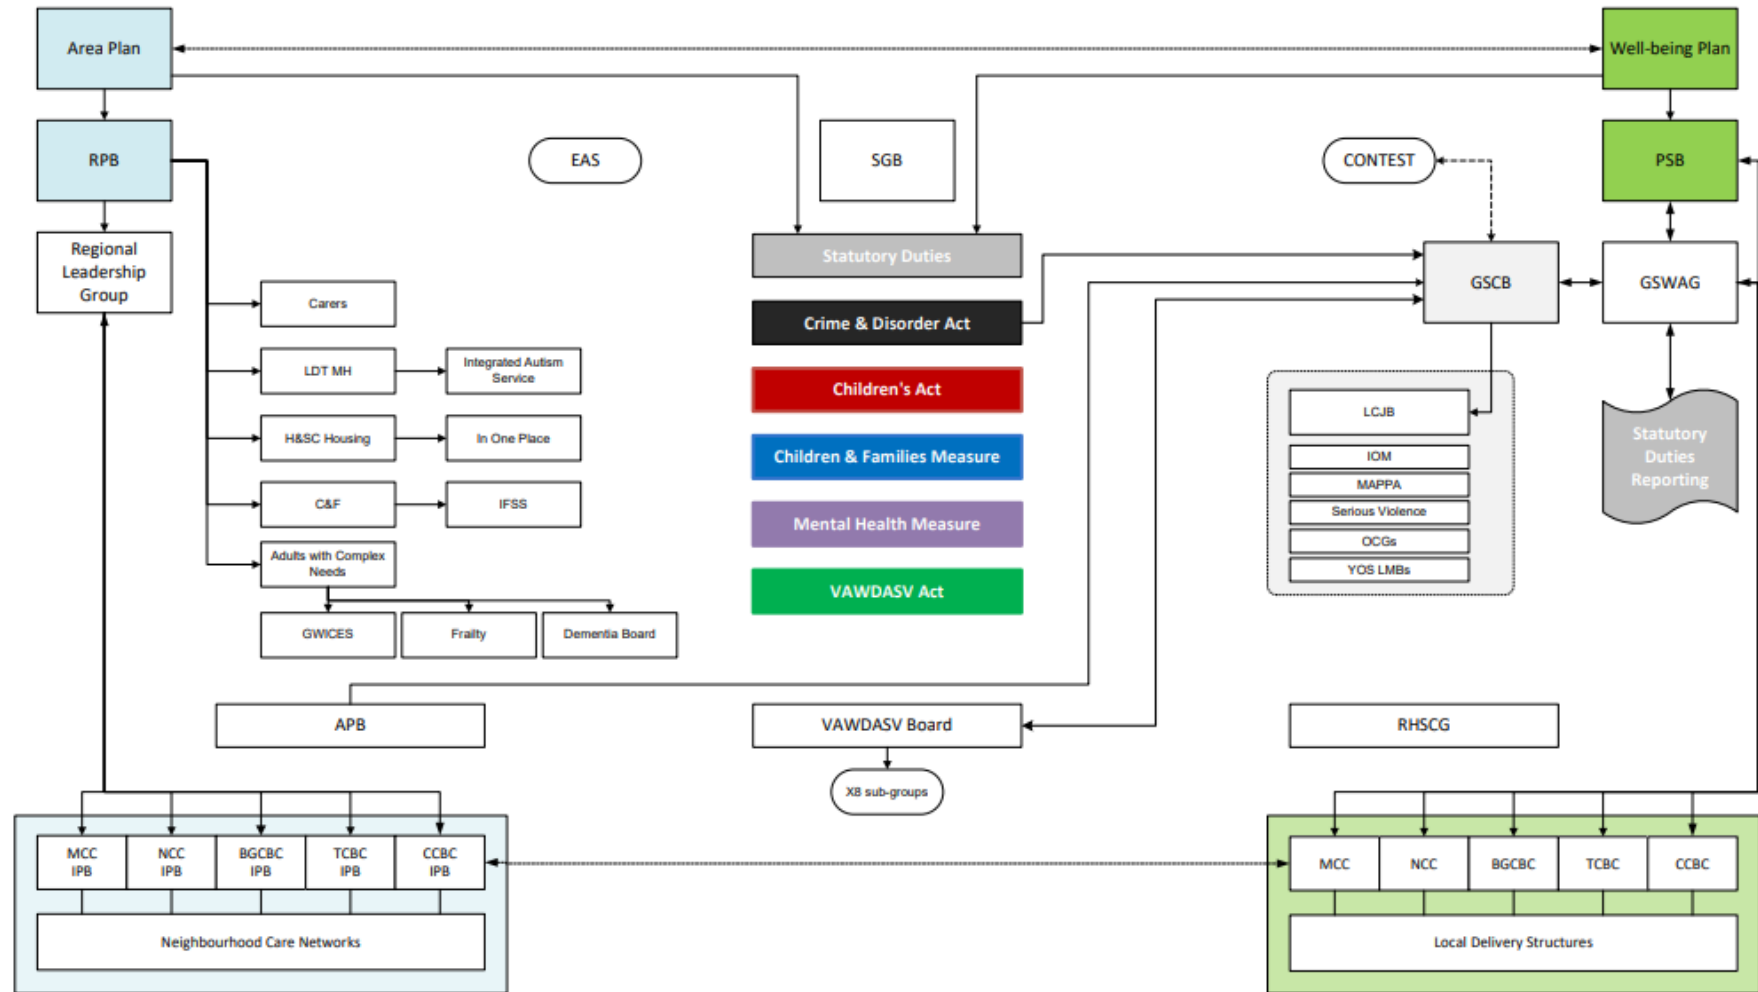 Area Plan
Well-being Plan
RPB
EAS
SGB
CONTEST
PSB
Regional
Leadership
Group
Statutory Duties
GSCB
GSWAG
Carers
Crime & Disorder Act
LDT MH
Integrated Autism
Service
Children's Act
LCJB
H&SC Housing
In One Place
Children & Families Measure
IOM
MAPPA
Serious Violence
OCGs
YOS LMBs
Statutory
Duties
Reporting
C&F
IFSS
Mental Health Measure
Adults with Complex
Needs
VAWDASV Act
GWICES
Frailty
Dementia Board
APB
VAWDASV Board
RHSCG
X8 sub-groups
MCC
IPB
NCC
IPB
BGCBC
IPB
TCBC
IPB
CCBC
IPB
MCC
NCC
BGCBC
TCBC
CCBC
Neighbourhood Care Networks
Local Delivery Structures